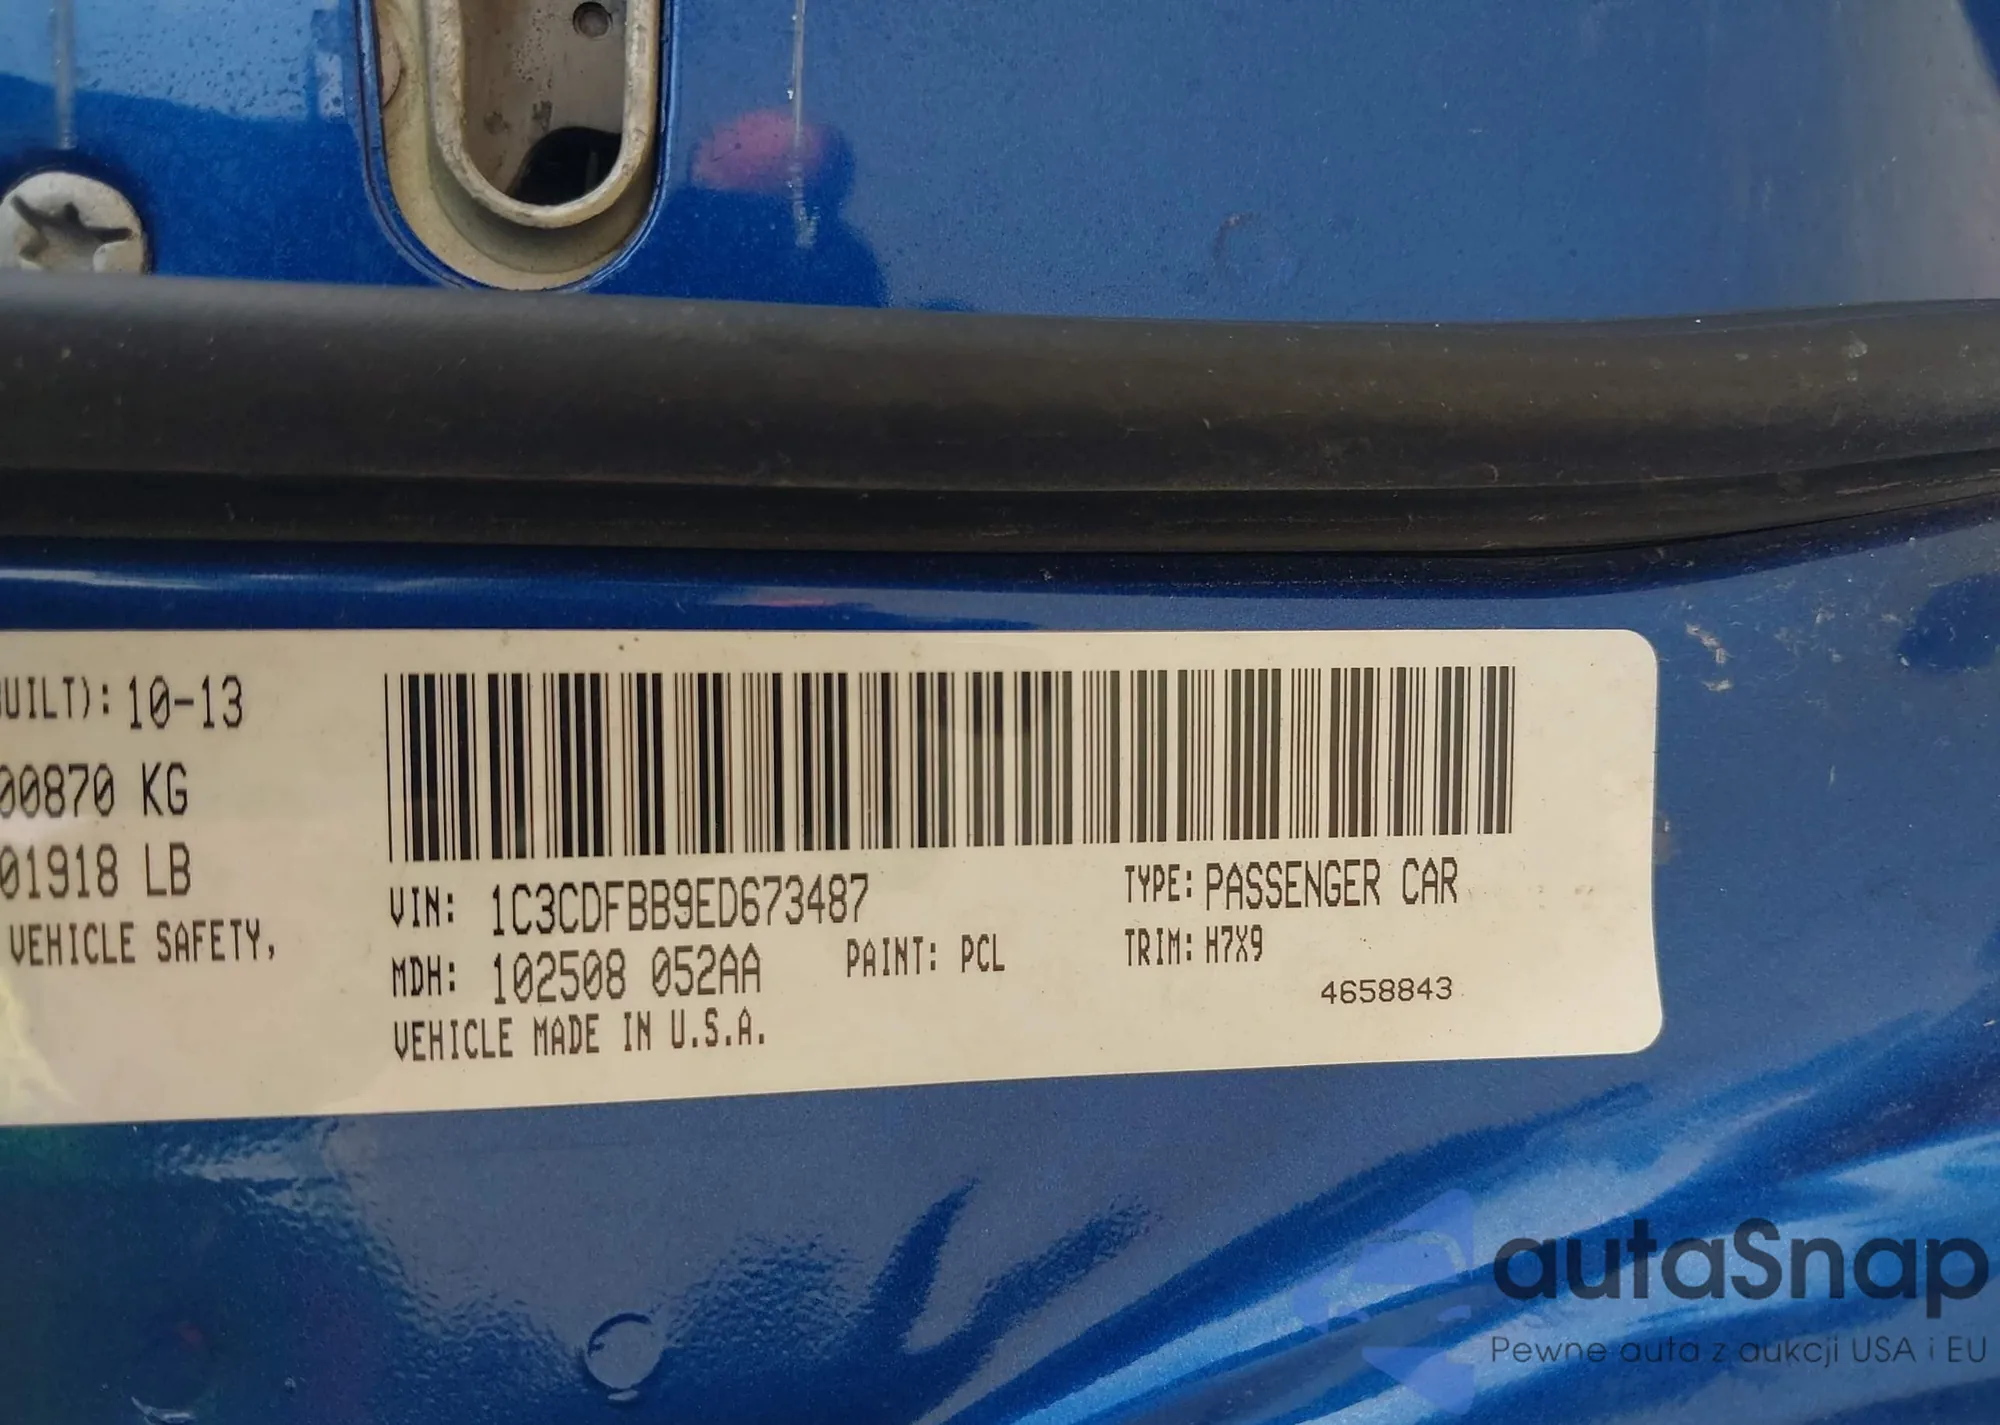 BUILT): 10-13
00870 KG
01918 LB
VEHICLE SAFETY,
VIN: 1C3CDFBB9ED673487
TYPE: PASSENGER CAR
MDH: 102508 052AA
PAINT: PCL
TRIM: H7X9
4658843
VEHICLE MADE IN U.S.A.
autaSnap
Pewne auta z aukcji USA i EU